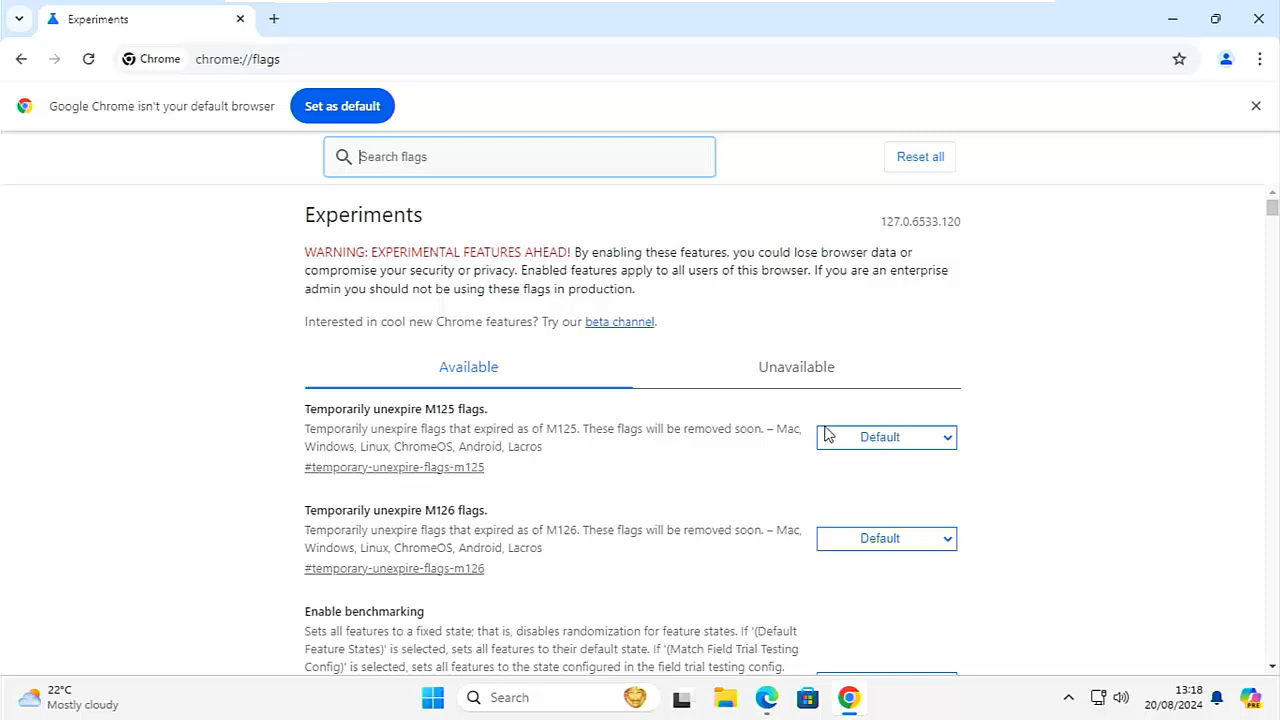 Experiments
Chrome
chrome://flags
Google Chrome isn't your default browser
Set as default
Search flags
Reset all
Experiments
127.0.6533.120
WARNING: EXPERIMENTAL FEATURES AHEAD! By enabling these features, you could lose browser data or
compromise your security or privacy. Enabled features apply to all users of this browser. If you are an enterprise
admin you should not be using these flags in production.
Interested in cool new Chrome features? Try our beta channel.
Available
Unavailable
Temporarily unexpire M125 flags.
Temporarily unexpire flags that expired as of M125. These flags will be removed soon. – Mac,
Windows, Linux, ChromeOS, Android, Lacros
#temporary-unexpire-flags-m125
Default
Temporarily unexpire M126 flags.
Temporarily unexpire flags that expired as of M126. These flags will be removed soon. – Mac,
Windows, Linux, ChromeOS, Android, Lacros
#temporary-unexpire-flags-m126
Default
Enable benchmarking
Sets all features to a fixed state; that is, disables randomization for feature states. If '(Default
Feature States)' is selected, sets all features to their default state. If '(Match Field Trial Testing
Config)' is selected, sets all features to the state configured in the field trial testing config.
22°C
Mostly cloudy
Search
13:18
20/08/2024
PRE